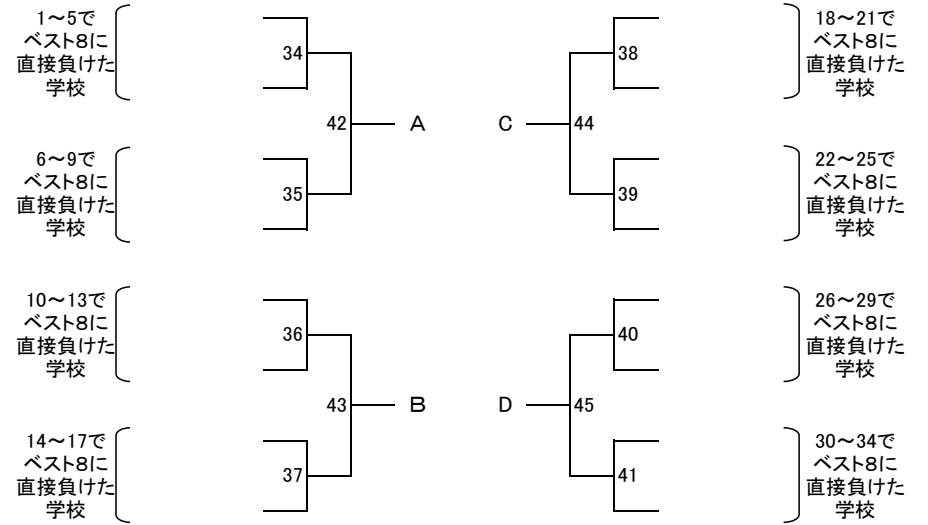 1～5で
ベスト8に
直接負けた
学校
34
42
A
6～9で
ベスト8に
直接負けた
学校
35
10～13で
ベスト8に
直接負けた
学校
36
43
B
14～17で
ベスト8に
直接負けた
学校
37
18～21で
ベスト8に
直接負けた
学校
38
C
44
22～25で
ベスト8に
直接負けた
学校
39
26～29で
ベスト8に
直接負けた
学校
40
D
45
30～34で
ベスト8に
直接負けた
学校
41